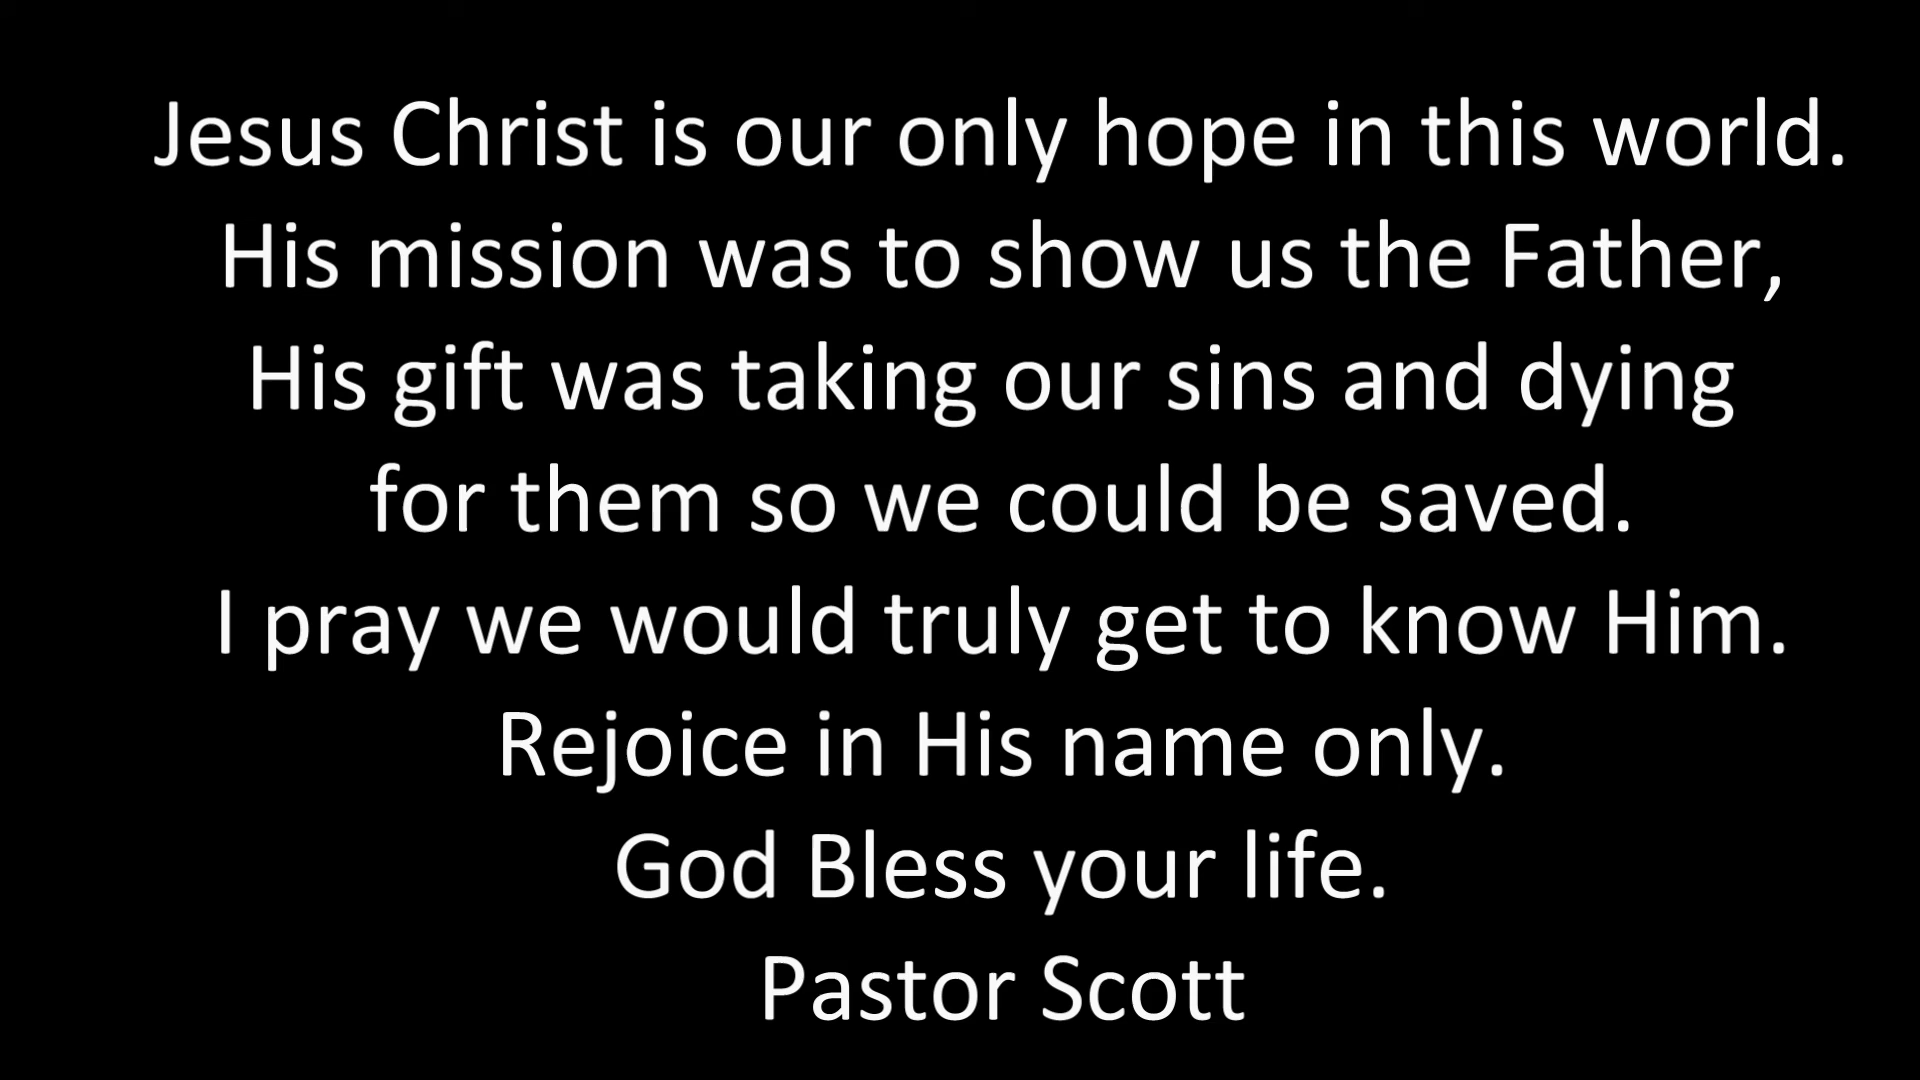 Jesus Christ is our only hope in this world.
His mission was to show us the Father,
His gift was taking our sins and dying
for them so we could be saved.
I pray we would truly get to know Him.
Rejoice in His name only.
God Bless your life.
Pastor Scott